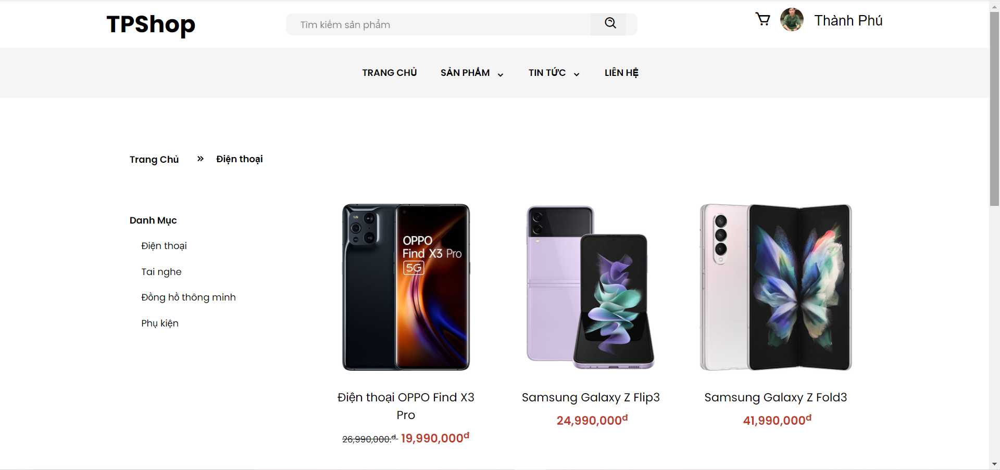 TPShop
Tìm kiếm sản phẩm
Thành Phú
TRANG CHỦ
SẢN PHẨM
TIN TỨC
LIÊN HỆ
Trang Chủ » Điện thoại
Danh Mục
Điện thoại
Tai nghe
Đồng hồ thông minh
Phụ kiện
OPPO
Find X3 Pro
5G
Điện thoại OPPO Find X3
Pro
26,990,000.đ 19,990,000đ
Samsung Galaxy Z Flip3
24,990,000đ
Samsung Galaxy Z Fold3
41,990,000đ